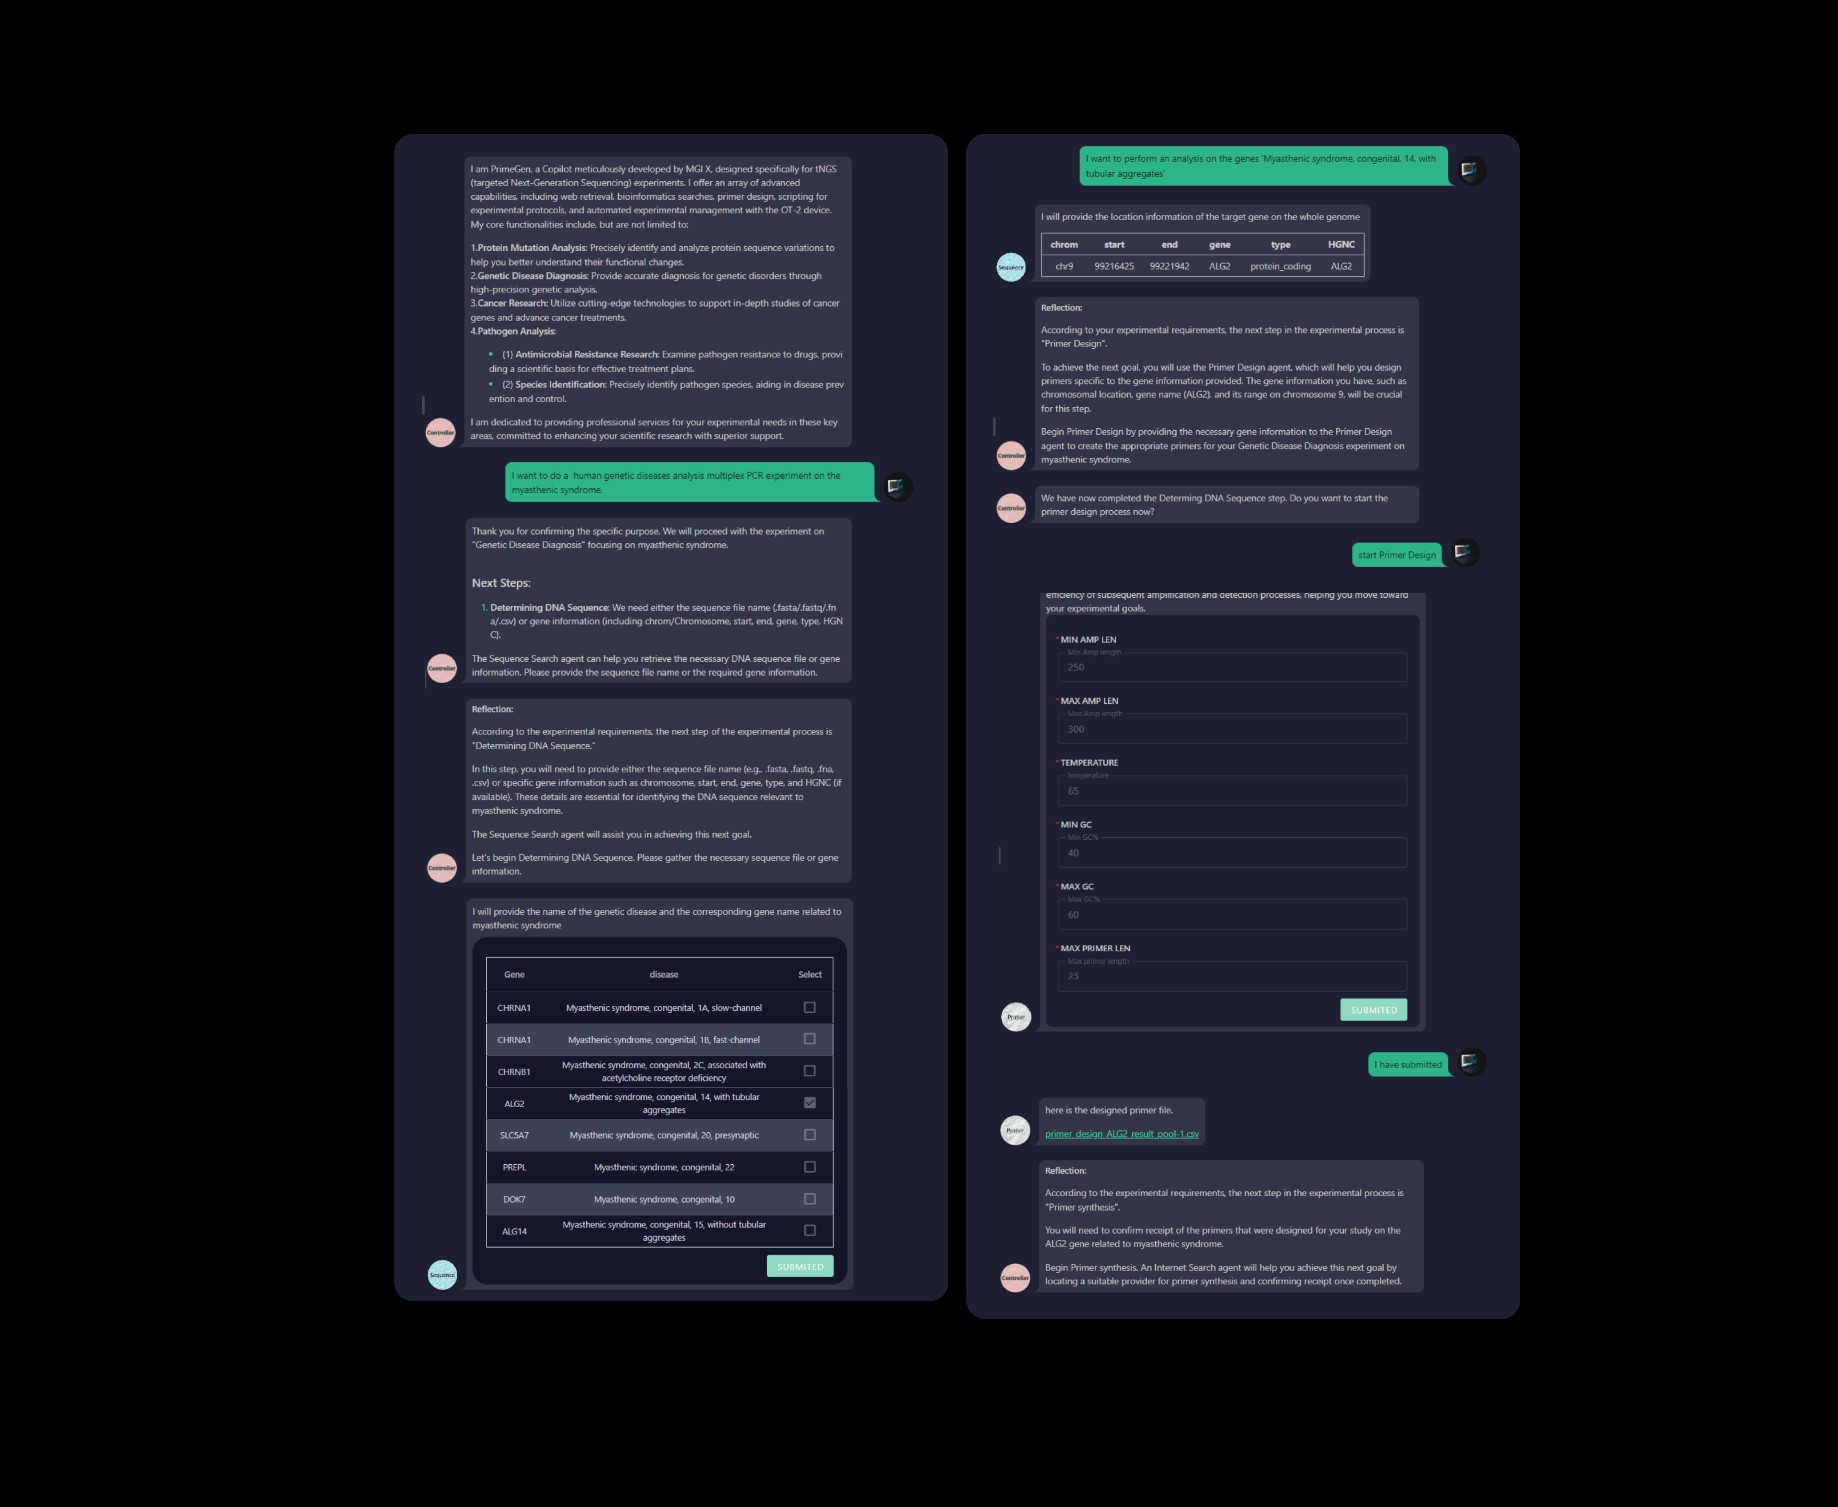 I am PrimeGen, a Copilot meticulously developed by MGI X, designed specifically for tNGS
(targeted Next-Generation Sequencing) experiments. I offer an array of advanced
capabilities, including web retrieval, bioinformatics searches, primer design, scripting for
experimental protocols, and automated experimental management with the OT-2 device.
My core functionalities include, but are not limited to:
1.Protein Mutation Analysis: Precisely identify and analyze protein sequence variations to
help you better understand their functional changes.
2.Genetic Disease Diagnosis: Provide accurate diagnosis for genetic disorders through
high-precision genetic analysis.
3.Cancer Research: Utilize cutting-edge technologies to support in-depth studies of cancer
genes and advance cancer treatments.
4.Pathogen Analysis:
• (1) Antimicrobial Resistance Research: Examine pathogen resistance to drugs, provi
ding a scientific basis for effective treatment plans.
• (2) Species Identification: Precisely identify pathogen species, aiding in disease prev
ention and control.
I am dedicated to providing professional services for your experimental needs in these key
areas, committed to enhancing your scientific research with superior support.
Controller
I want to do a human genetic diseases analysis multiplex PCR experiment on the
myasthenic syndrome.
Thank you for confirming the specific purpose. We will proceed with the experiment on
"Genetic Disease Diagnosis" focusing on myasthenic syndrome.
Next Steps:
1. Determining DNA Sequence: We need either the sequence file name (.fasta/.fastq/.fn
a/.csv) or gene information (including chrom/Chromosome, start, end, gene, type, HGN
C).
The Sequence Search agent can help you retrieve the necessary DNA sequence file or gene
information. Please provide the sequence file name or the required gene information.
Controller
Reflection:
According to the experimental requirements, the next step of the experimental process is
"Determining DNA Sequence."
In this step, you will need to provide either the sequence file name (e.g., .fasta, .fastq, .fna,
.csv) or specific gene information such as chromosome, start, end, gene, type, and HGNC (if
available). These details are essential for identifying the DNA sequence relevant to
myasthenic syndrome.
The Sequence Search agent will assist you in achieving this next goal.
Let's begin Determining DNA Sequence. Please gather the necessary sequence file or gene
information.
Controller
I will provide the name of the genetic disease and the corresponding gene name related to
myasthenic syndrome
Gene disease Select
CHRNA1 Myasthenic syndrome, congenital, 1A, slow-channel
CHRNA1 Myasthenic syndrome, congenital, 1B, fast-channel
CHRNB1 Myasthenic syndrome, congenital, 2C, associated with
acetylcholine receptor deficiency
ALG2 Myasthenic syndrome, congenital, 14, with tubular
aggregates
SLC5A7 Myasthenic syndrome, congenital, 20, presynaptic
PREPL Myasthenic syndrome, congenital, 22
DOK7 Myasthenic syndrome, congenital, 10
ALG14 Myasthenic syndrome, congenital, 15, without tubular
aggregates
SUBMITED
Sequence
I want to perform an analysis on the genes 'Myasthenic syndrome, congenital, 14, with
tubular aggregates'
I will provide the location information of the target gene on the whole genome
chrom start end gene type HGNC
chr9 99216425 99221942 ALG2 protein_coding ALG2
Sequence
Reflection:
According to your experimental requirements, the next step in the experimental process is
"Primer Design".
To achieve the next goal, you will use the Primer Design agent, which will help you design
primers specific to the gene information provided. The gene information you have, such as
chromosomal location, gene name (ALG2), and its range on chromosome 9, will be crucial
for this step.
Begin Primer Design by providing the necessary gene information to the Primer Design
agent to create the appropriate primers for your Genetic Disease Diagnosis experiment on
myasthenic syndrome.
Controller
We have now completed the Determing DNA Sequence step. Do you want to start the
primer design process now?
Controller
start Primer Design
efficiency of subsequent amplification and detection processes, helping you move toward
your experimental goals.
* MIN AMP LEN
Min Amp length
250
* MAX AMP LEN
Max Amp length
300
* TEMPERATURE
temperature
65
* MIN GC
Min GC%
40
* MAX GC
Max GC%
60
* MAX PRIMER LEN
Max primer length
23
SUBMITED
Primer
I have submitted
here is the designed primer file.
primer_design_ALG2_result_pool-1.csv
Primer
Reflection:
According to the experimental requirements, the next step in the experimental process is
"Primer synthesis".
You will need to confirm receipt of the primers that were designed for your study on the
ALG2 gene related to myasthenic syndrome.
Begin Primer synthesis. An Internet Search agent will help you achieve this next goal by
locating a suitable provider for primer synthesis and confirming receipt once completed.
Controller